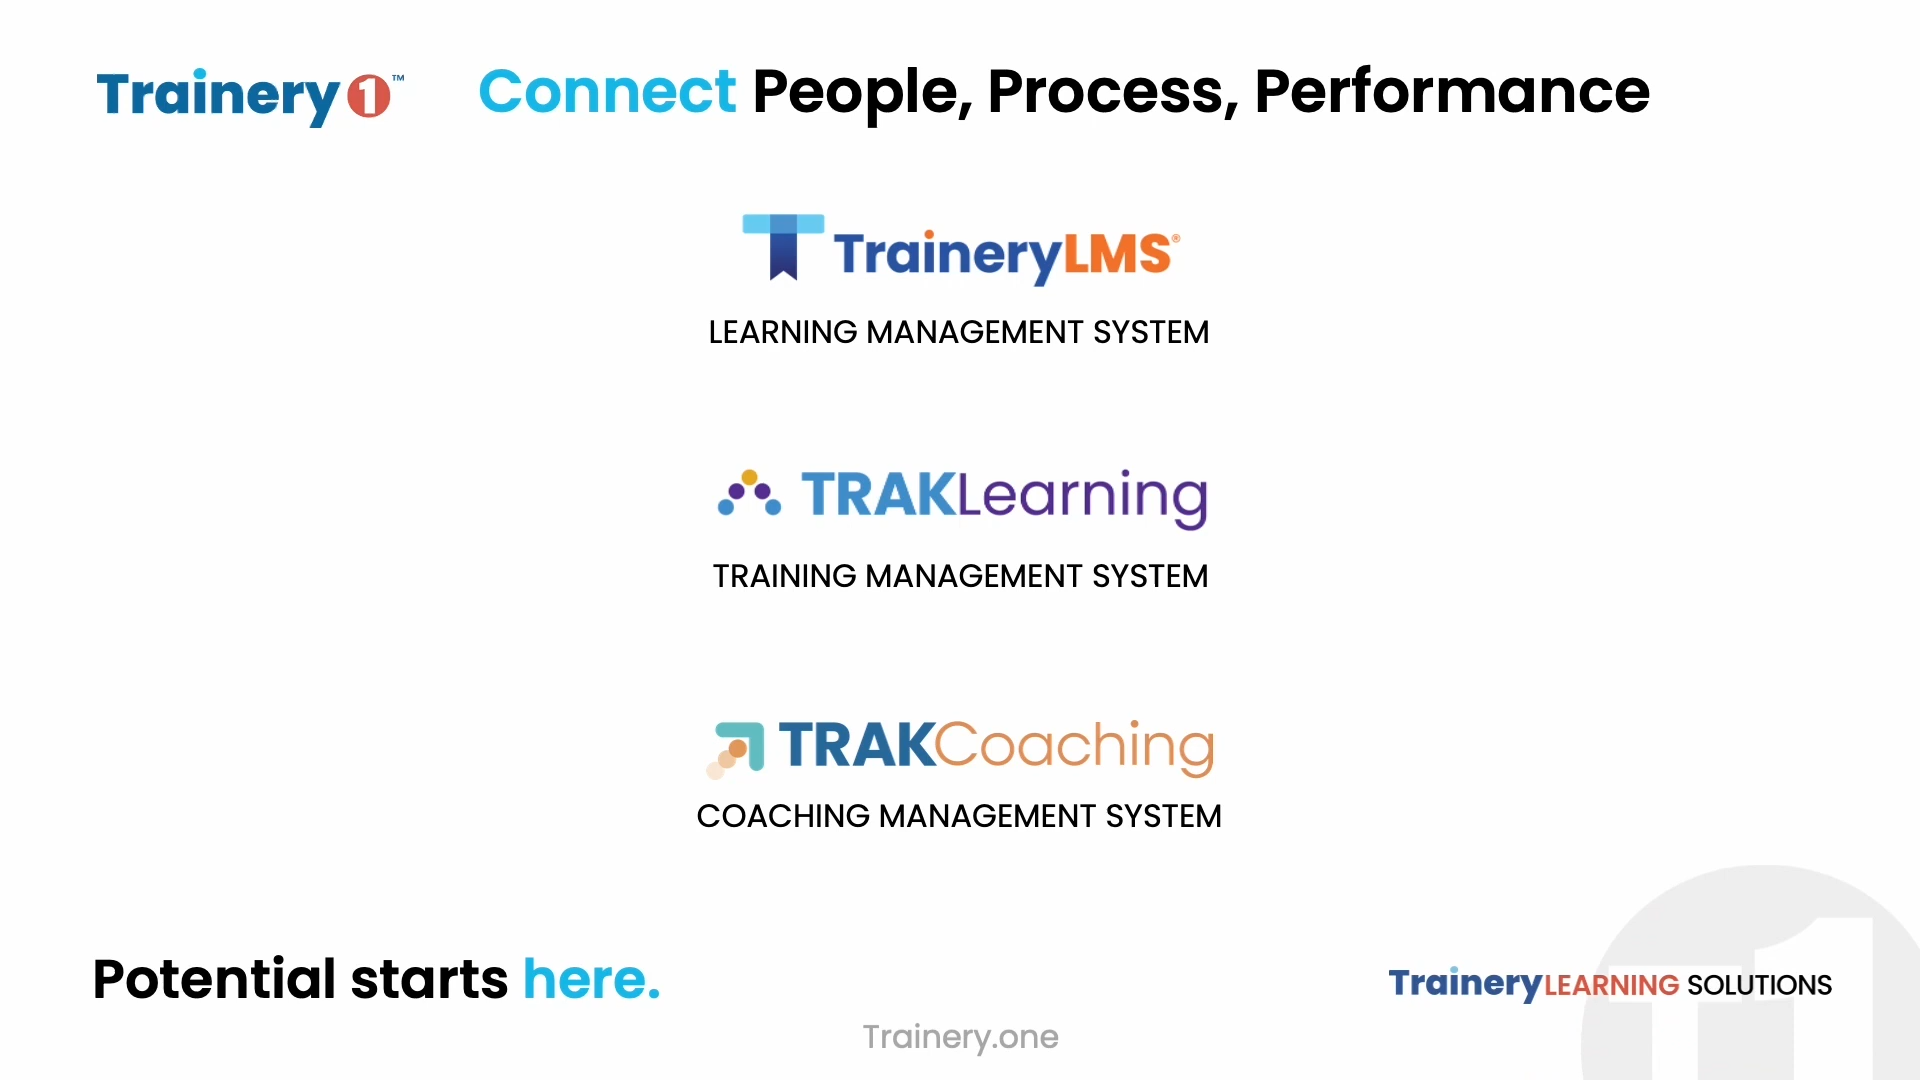 Trainery1™
Connect People, Process, Performance
TraineryLMS®
LEARNING MANAGEMENT SYSTEM
TRAKLearning
TRAINING MANAGEMENT SYSTEM
TRAKCoaching
COACHING MANAGEMENT SYSTEM
Potential starts here.
TraineryLEARNING SOLUTIONS
Trainery.one